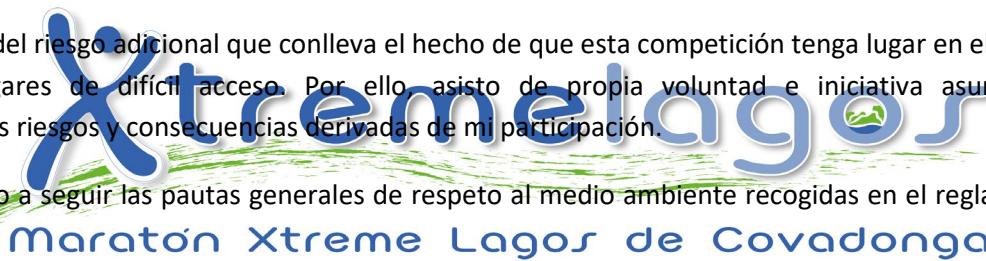 del riesgo adicional que conlleva el hecho de que esta competición tenga lugar en el
gares de difícil acceso. Por ello, asisto de propia voluntad e iniciativa asu
s riesgos y consecuencias derivadas de mi participación.
Xtremelagos
o a seguir las pautas generales de respeto al medio ambiente recogidas en el regla
Maratón Xtreme Lagos de Covadonga